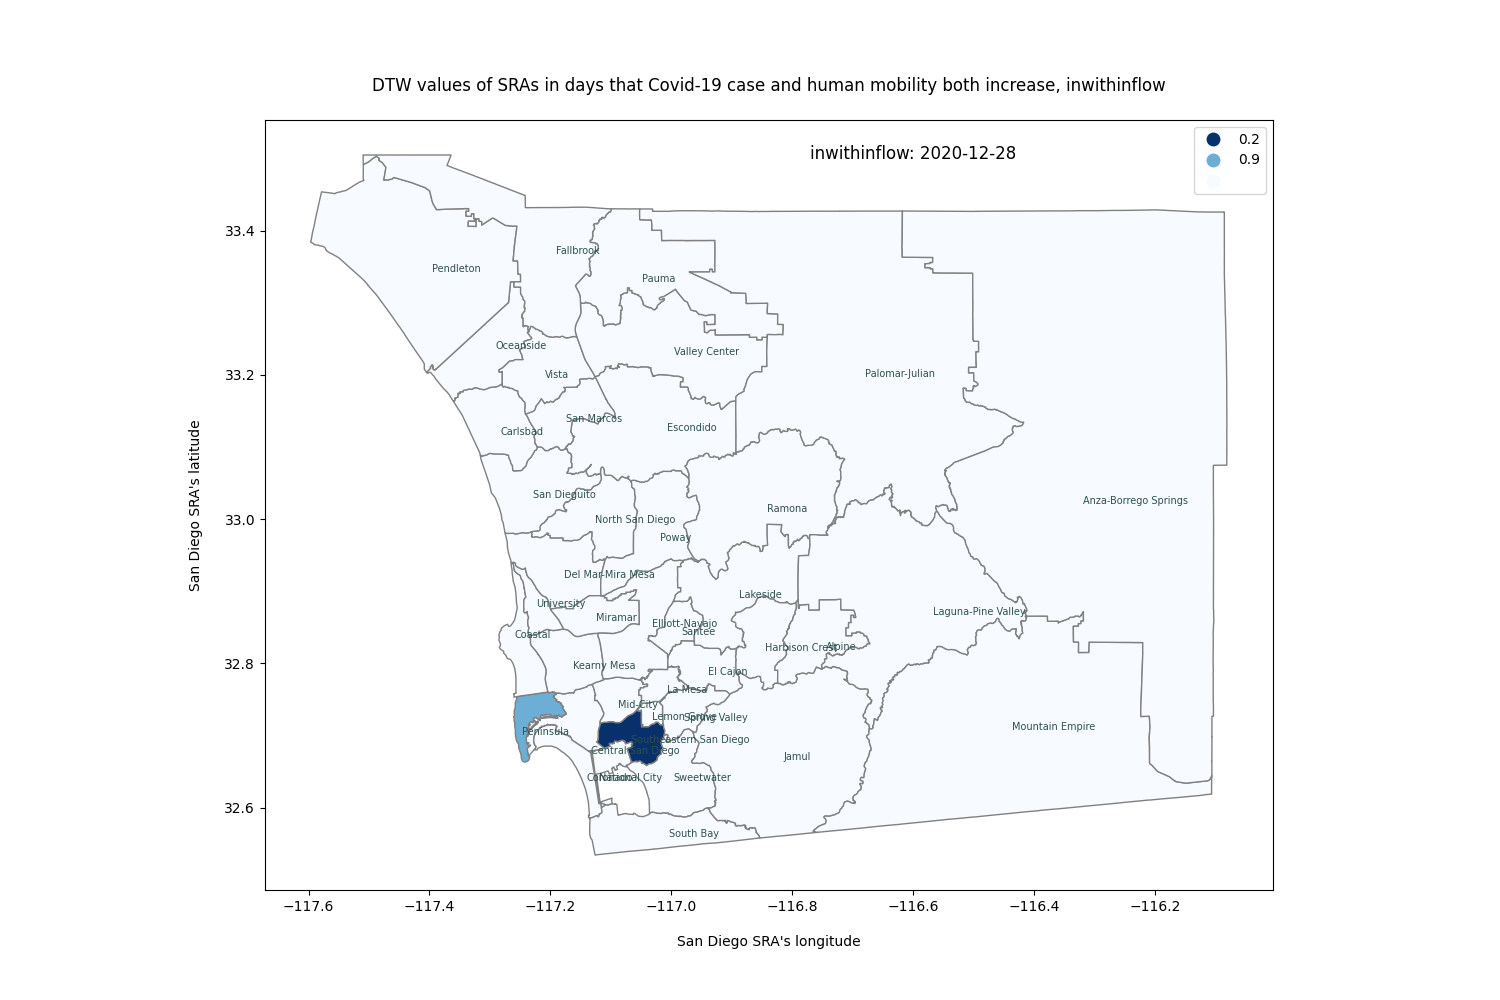 DTW values of SRAs in days that Covid-19 case and human mobility both increase, inwithinflow
inwithinflow: 2020-12-28
0.2
0.9
33.4
33.2
33.0
32.8
32.6
San Diego SRA's latitude
Fallbrook
Pendleton
Pauma
Oceanside
Valley Center
Vista
Palomar-Julian
San Marcos
Carlsbad
Escondido
San Dieguito
Anza-Borrego Springs
Ramona
North San Diego
Poway
Del Mar-Mira Mesa
Lakeside
University
Laguna-Pine Valley
Miramar
Elliott-Navajo
Santee
Coastal
Harbison Crest
Alpine
Kearny Mesa
El Cajon
La Mesa
Mid-City
Lemon Grove
Spring Valley
Mountain Empire
Peninsula
Southeastern San Diego
Central San Diego
Jamul
Coronado
National City
Sweetwater
South Bay
−117.6
−117.4
−117.2
−117.0
−116.8
−116.6
−116.4
−116.2
San Diego SRA's longitude